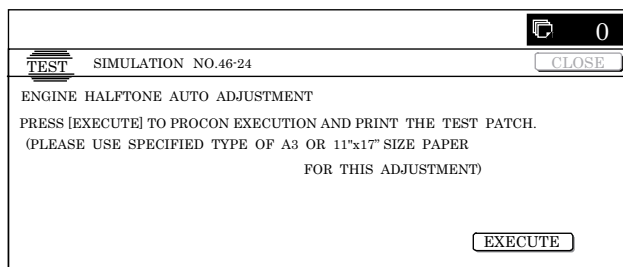 0
TEST SIMULATION NO.46-24 CLOSE
ENGINE HALFTONE AUTO ADJUSTMENT
PRESS [EXECUTE] TO PROCON EXECUTION AND PRINT THE TEST PATCH.
(PLEASE USE SPECIFIED TYPE OF A3 OR 11"x17" SIZE PAPER
FOR THIS ADJUSTMENT)
EXECUTE